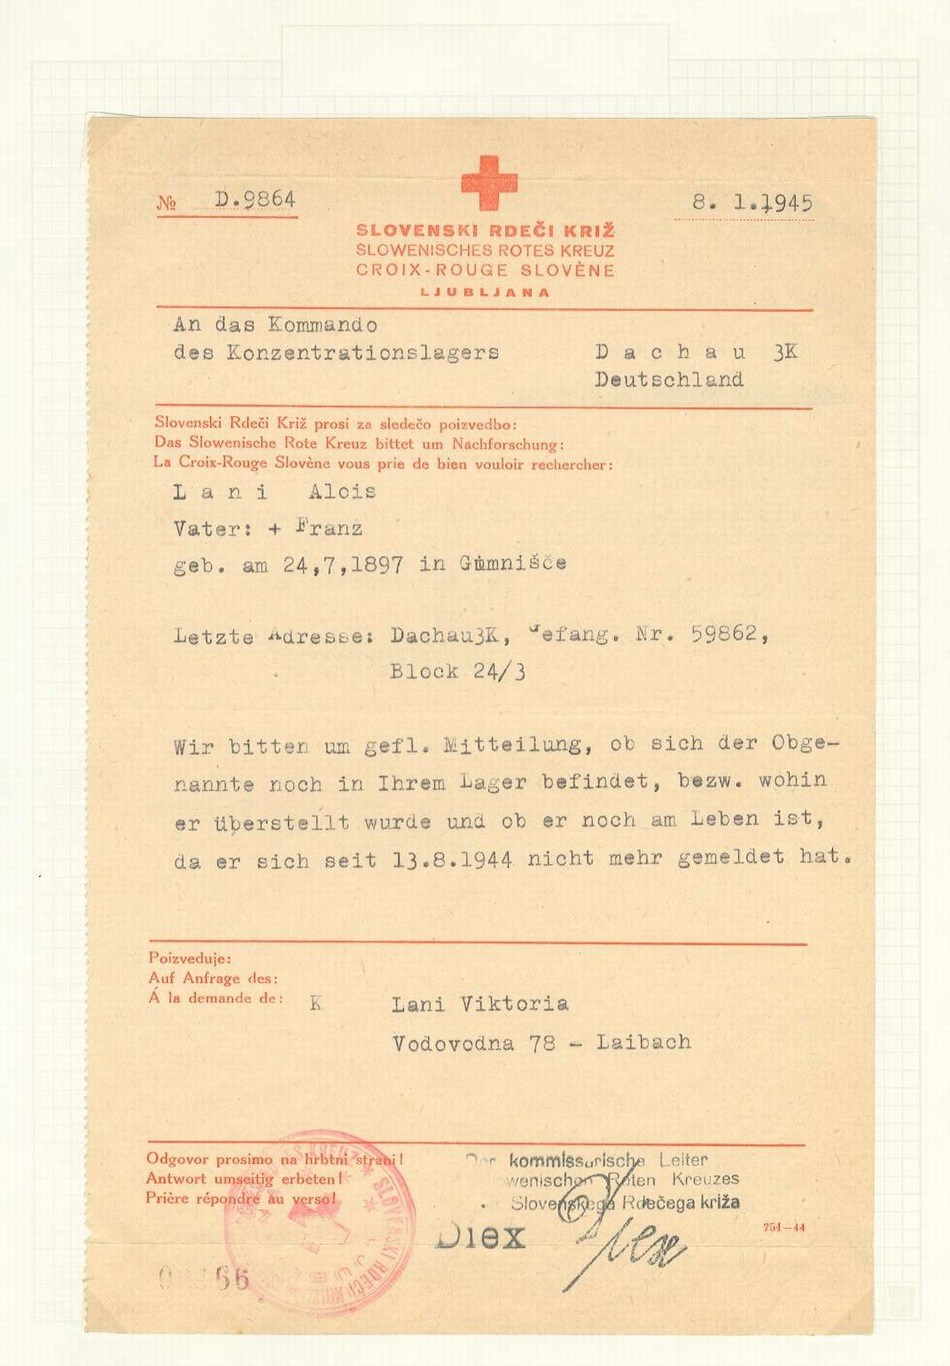 № D.9864
8. 1.1945
SLOVENSKI RDEČI KRIŽ
SLOWENISCHES ROTES KREUZ
CROIX-ROUGE SLOVÈNE
LJUBLJANA
An das Kommando
des Konzentrationslagers
D a c h a u 3K
Deutschland
Slovenski Rdeči Križ prosi za sledečo poizvedbo:
Das Slowenische Rote Kreuz bittet um Nachforschung:
La Croix-Rouge Slovène vous prie de bien vouloir rechercher:
L a n i Alois
Vater: + Franz
geb. am 24,7,1897 in
Letzte Adresse: Dachau3K, Gefang. Nr. 59862,
Block 24/3
Wir bitten um gefl. Mitteilung, ob sich der Obge-
nannte noch in Ihrem Lager befindet, bezw. wohin
er überstellt wurde und ob er noch am Leben ist,
da er sich seit 13.8.1944 nicht mehr gemeldet hat.
Poizveduje:
Auf Anfrage des:
Á la demande de: K
Lani Viktoria
Vodovodna 78 - Laibach
Odgovor prosimo na hrbtni strani!
Antwort umseitig erbeten!
Prière répondre au verso!
Der kommissarische Leiter
wenischen Roten Kreuzes
Slovenskega Rdečega križa
Diex
754-44
SLOVENSKI RDEČI KRIŽ
66